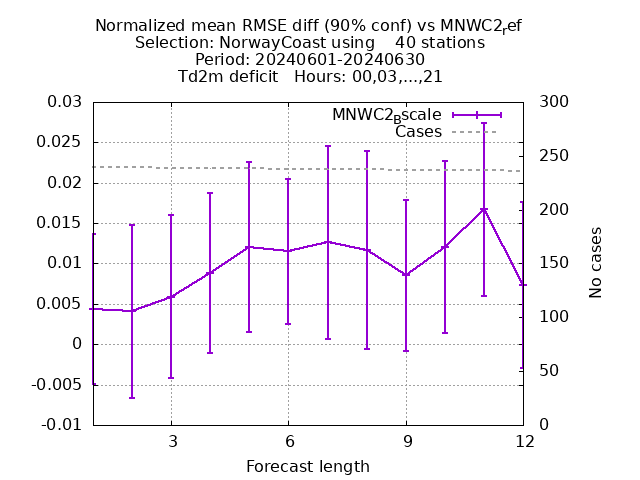 Normalized mean RMSE diff (90% conf) vs MNWC2ref
Selection: NorwayCoast using 40 stations
Period: 20240601-20240630
Td2m deficit Hours: 00,03,...,21
0.03
0.025
0.02
0.015
0.01
0.005
0
-0.005
-0.01
MNWC2Bscale
Cases
300
250
200
150
100
50
0
No cases
3 6 9 12
Forecast length